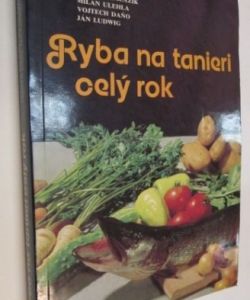 MILAN ULEHLA
VOJTECH DAŇO
JÁN LUDWIG
Ryba na tanieri
celý rok